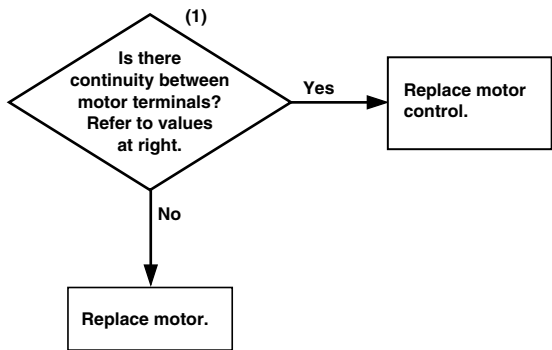 (1)
Is there
continuity between
motor terminals?
Refer to values
at right.
Yes
Replace motor
control.
No
Replace motor.